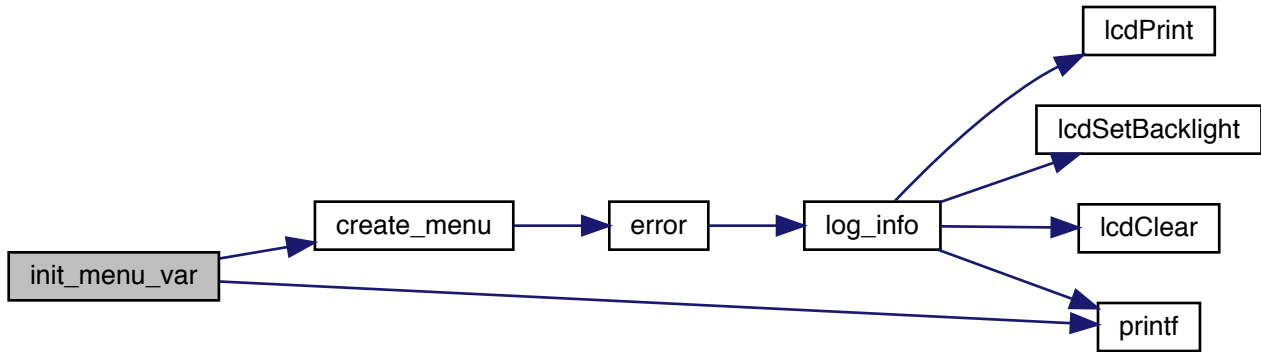 lcdPrint
lcdSetBacklight
create_menu
error
log_info
lcdClear
init_menu_var
printf